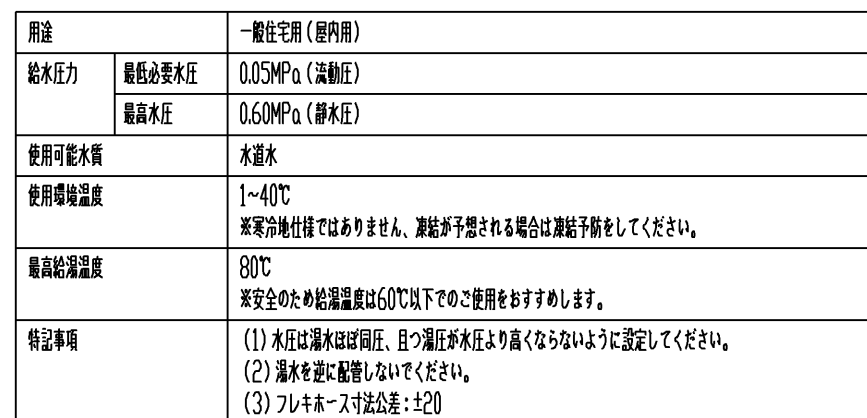 用途 一般住宅用(屋内用)
給水圧力 最低必要水圧 0.05MPa(流動圧)
最高水圧 0.60MPa(静水圧)
使用可能水質 水道水
使用環境温度 1~40℃
※寒冷地仕様ではありません、凍結が予想される場合は凍結予防をしてください。
最高給湯温度 80℃
※安全のため給湯温度は60℃以下でのご使用をおすすめします。
特記事項 (1)水圧は湯水ほぼ同圧、且つ湯圧が水圧より高くならないように設定してください。
(2)湯水を逆に配管しないでください。
(3)フレキホース寸法公差:±20